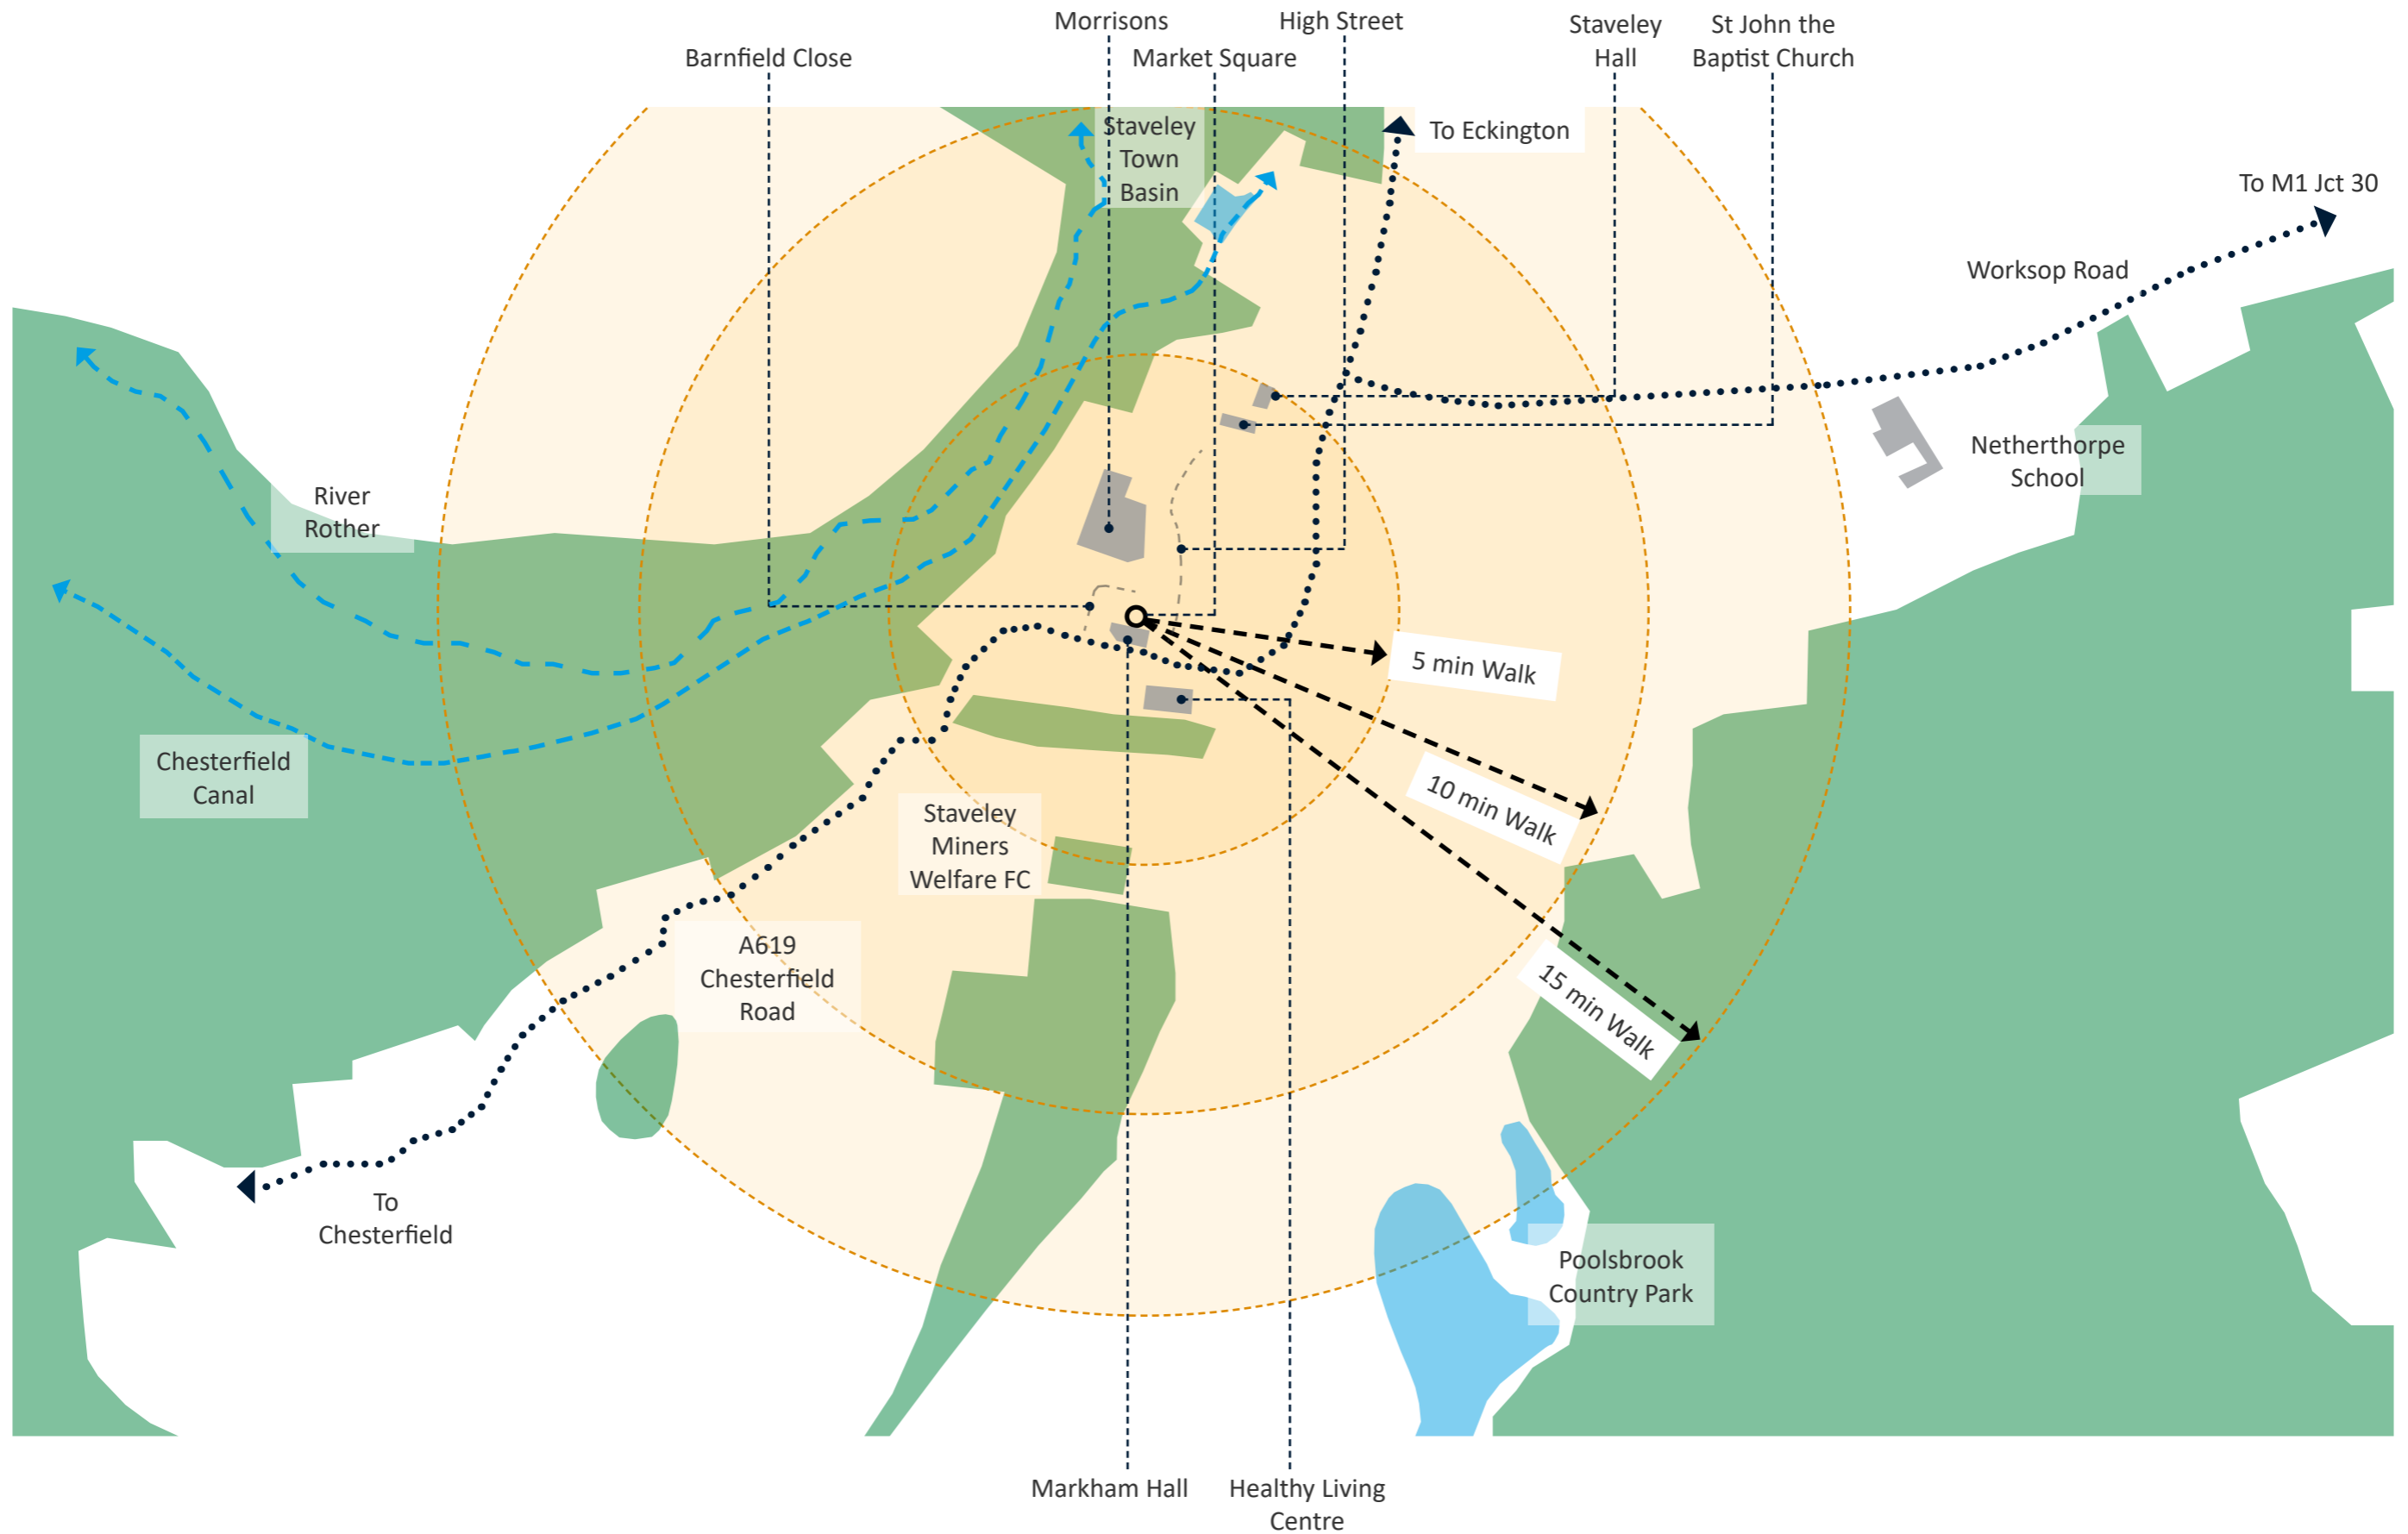 Morrisons
High Street
Staveley
Hall
St John the
Baptist Church
Barnfield Close
Market Square
Staveley
Town
Basin
To Eckington
To M1 Jct 30
Worksop Road
Netherthorpe
School
River
Rother
5 min Walk
Chesterfield
Canal
10 min Walk
Staveley
Miners
Welfare FC
A619
Chesterfield
Road
15 min Walk
To
Chesterfield
Poolsbrook
Country Park
Markham Hall
Healthy Living
Centre